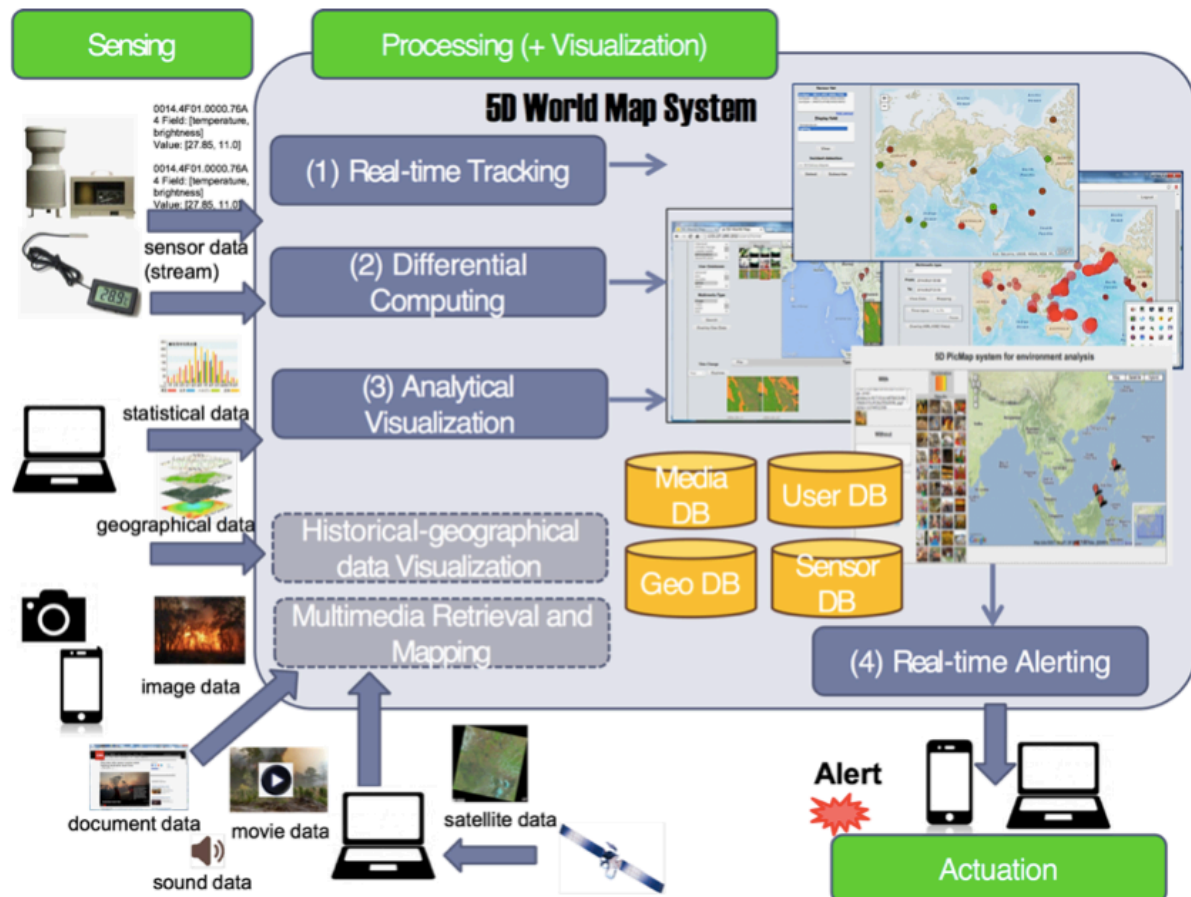 Sensing
Processing (+ Visualization)
5D World Map System
0014.4F01.0000.76A
4 Field: [temperature,
brightness]
Value: [27.85, 11.0]
0014.4F01.0000.76A
4 Field: [temperature,
brightness]
Value: [27.85, 11.0]
sensor data
(stream)
28.9
statistical data
geographical data
image data
document data
movie data
sound data
satellite data
(1) Real-time Tracking
(2) Differential
Computing
(3) Analytical
Visualization
Historical-geographical
data Visualization
Multimedia Retrieval and
Mapping
5D PicMap system for environment analysis
Media
DB
User DB
Geo DB
Sensor
DB
(4) Real-time Alerting
Alert
Actuation